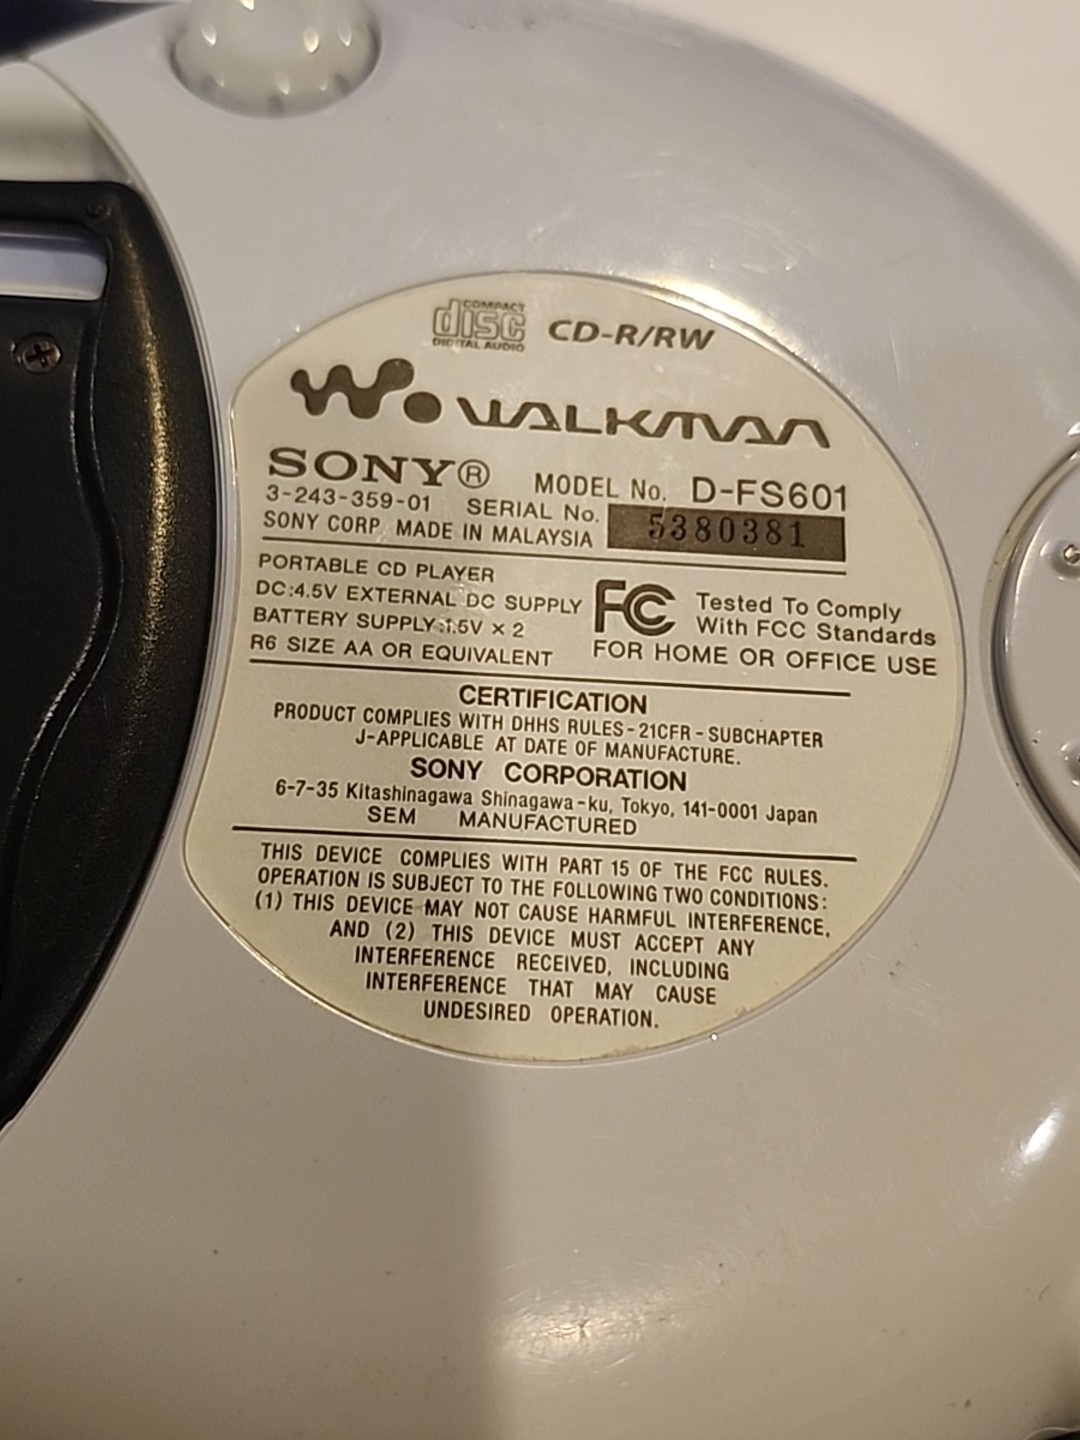 COMPACT
disc
DIGITAL AUDIO
CD-R/RW
WALKMAN
SONY® MODEL No. D-FS601
3-243-359-01 SERIAL No. 5380381
SONY CORP. MADE IN MALAYSIA
PORTABLE CD PLAYER
DC:4.5V EXTERNAL DC SUPPLY
BATTERY SUPPLY:1.5V × 2
R6 SIZE AA OR EQUIVALENT
FC Tested To Comply
With FCC Standards
FOR HOME OR OFFICE USE
CERTIFICATION
PRODUCT COMPLIES WITH DHHS RULES-21CFR-SUBCHAPTER
J-APPLICABLE AT DATE OF MANUFACTURE.
SONY CORPORATION
6-7-35 Kitashinagawa Shinagawa-ku, Tokyo, 141-0001 Japan
SEM MANUFACTURED
THIS DEVICE COMPLIES WITH PART 15 OF THE FCC RULES.
OPERATION IS SUBJECT TO THE FOLLOWING TWO CONDITIONS:
(1) THIS DEVICE MAY NOT CAUSE HARMFUL INTERFERENCE,
AND (2) THIS DEVICE MUST ACCEPT ANY
INTERFERENCE RECEIVED, INCLUDING
INTERFERENCE THAT MAY CAUSE
UNDESIRED OPERATION.